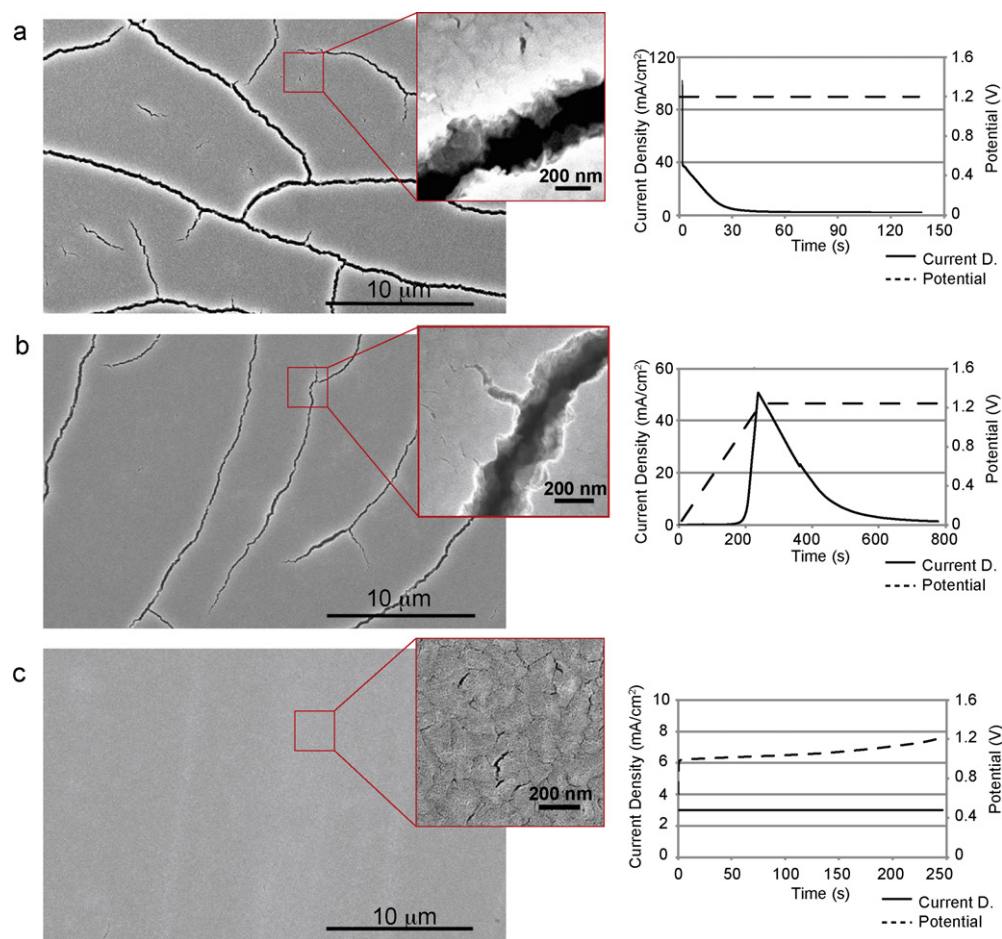 a
200 nm
10 μm
Current Density (mA/cm²)
120
80
40
0
1.6
1.2
0.8
0.4
0
Potential (V)
0 30 60 90 120 150
Time (s)
Current D.
Potential
b
200 nm
10 μm
Current Density (mA/cm²)
60
40
20
0
1.6
1.2
0.8
0.4
0
Potential (V)
0 200 400 600 800
Time (s)
Current D.
Potential
c
200 nm
10 μm
Current Density (mA/cm²)
10
8
6
4
2
0
1.6
1.2
0.8
0.4
0
Potential (V)
0 50 100 150 200 250
Time (s)
Current D.
Potential